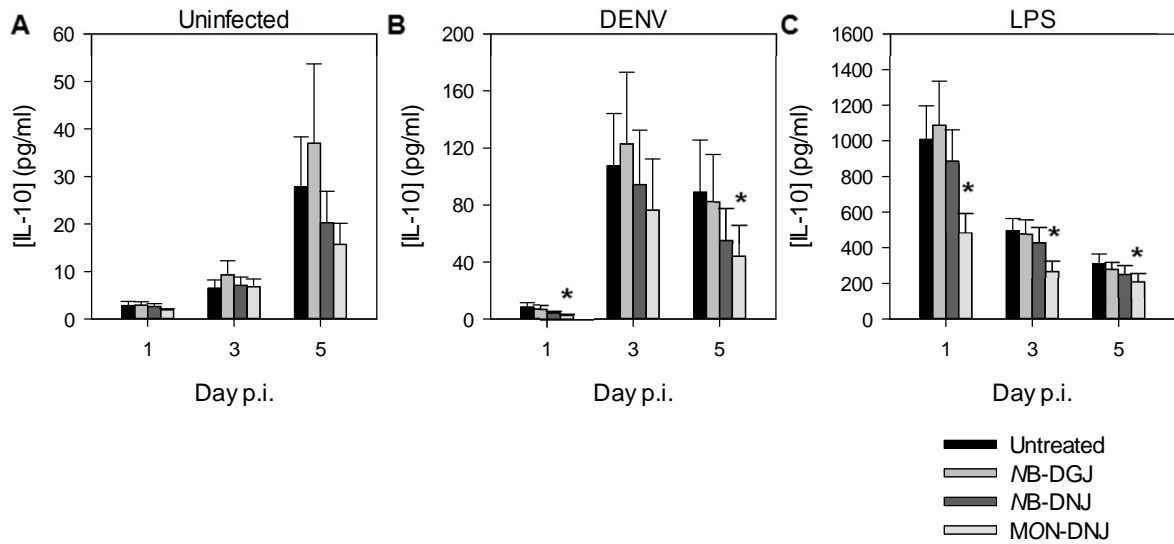 A Uninfected
[IL-10] (pg/ml)
60
50
40
30
20
10
0
1 3 5
Day p.i.
B DENV
[IL-10] (pg/ml)
200
160
120
80
40
0
*
*
1 3 5
Day p.i.
C LPS
[IL-10] (pg/ml)
1600
1400
1200
1000
800
600
400
200
0
*
*
*
1 3 5
Day p.i.
Untreated
NB-DGJ
NB-DNJ
MON-DNJ